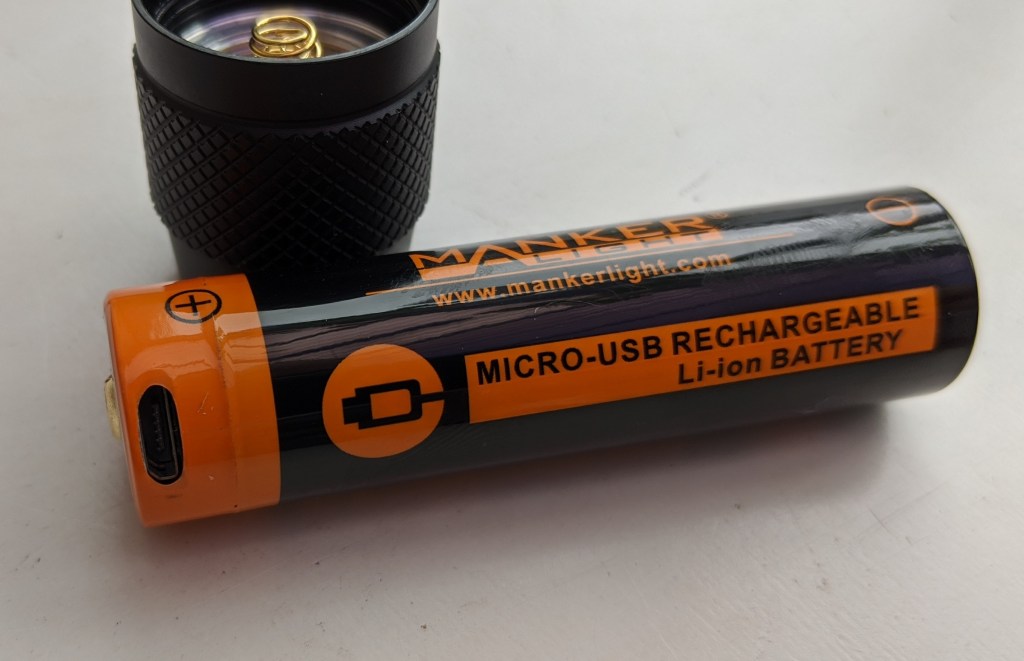 MANKER®
LIGHT
www.mankerlight.com
MICRO-USB RECHARGEABLE
Li-ion BATTERY